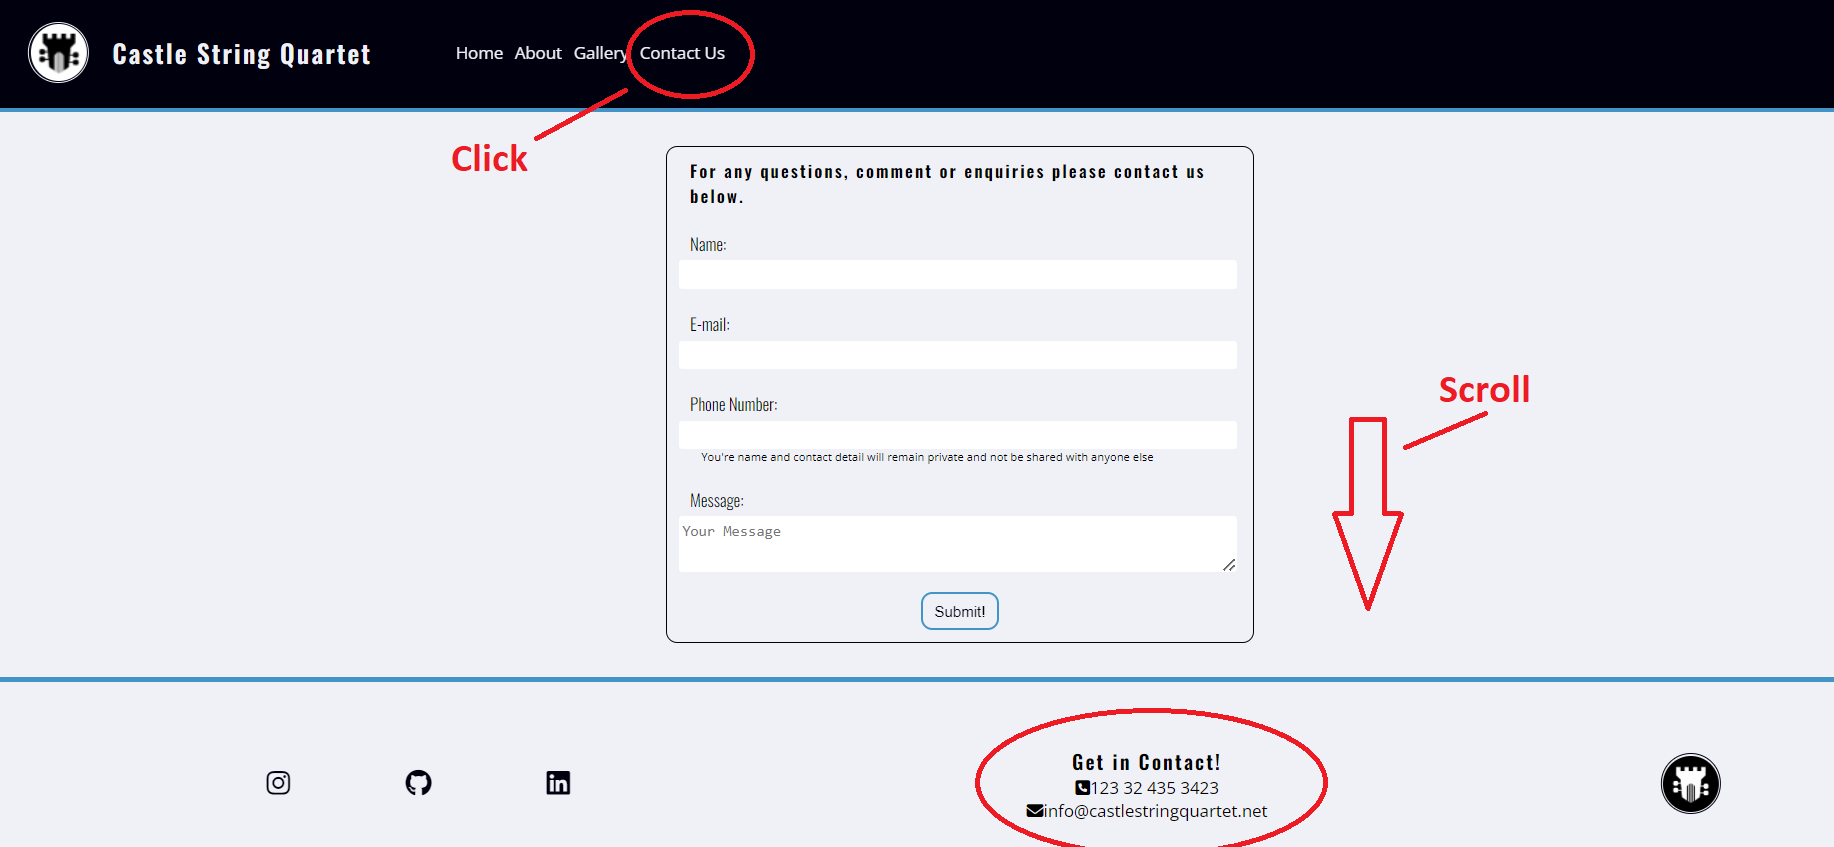 Castle String Quartet
Home About Gallery Contact Us
Click
For any questions, comment or enquiries please contact us
below.
Name:
E-mail:
Phone Number:
You're name and contact detail will remain private and not be shared with anyone else
Message:
Your Message
Submit!
Scroll
Get in Contact!
123 32 435 3423
info@castlestringquartet.net